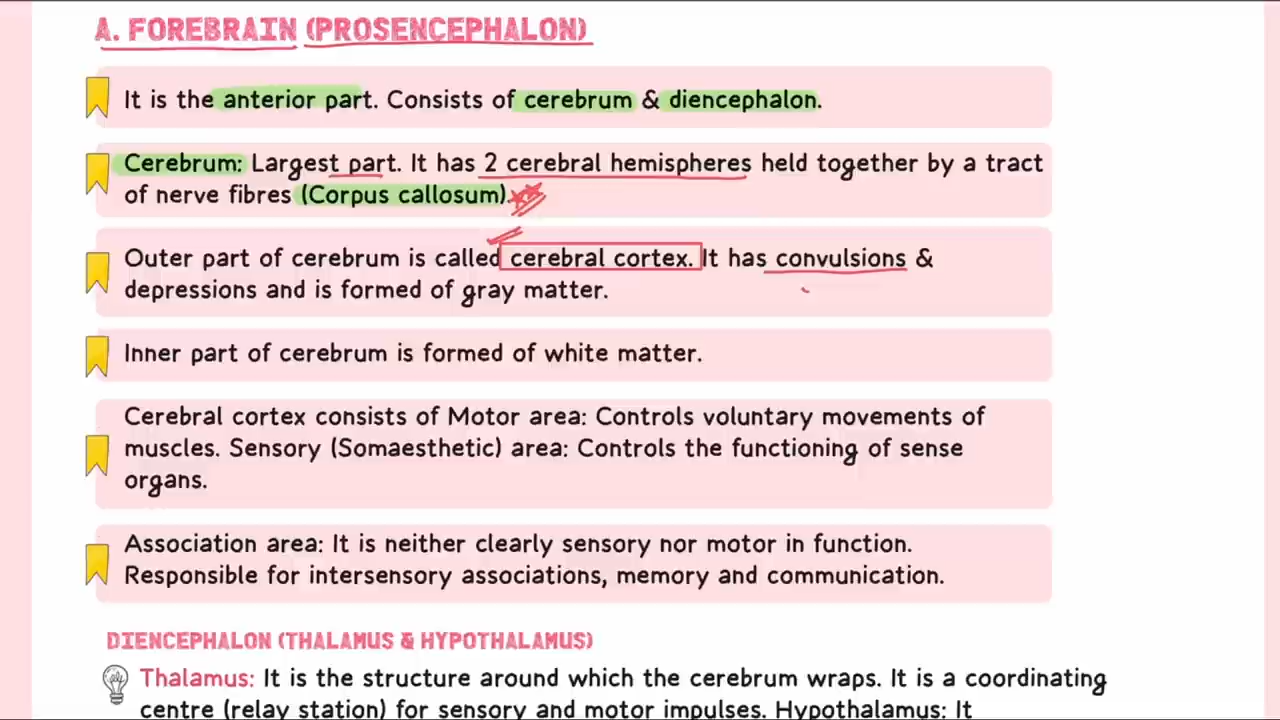 A. FOREBRAIN (PROSENCEPHALON)
It is the anterior part. Consists of cerebrum & diencephalon.
Cerebrum: Largest part. It has 2 cerebral hemispheres held together by a tract
of nerve fibres (Corpus callosum).
Outer part of cerebrum is called cerebral cortex. It has convulsions &
depressions and is formed of gray matter.
Inner part of cerebrum is formed of white matter.
Cerebral cortex consists of Motor area: Controls voluntary movements of
muscles. Sensory (Somaesthetic) area: Controls the functioning of sense
organs.
Association area: It is neither clearly sensory nor motor in function.
Responsible for intersensory associations, memory and communication.
DIENCEPHALON (THALAMUS & HYPOTHALAMUS)
Thalamus: It is the structure around which the cerebrum wraps. It is a coordinating
centre (relay station) for sensory and motor impulses. Hypothalamus: It